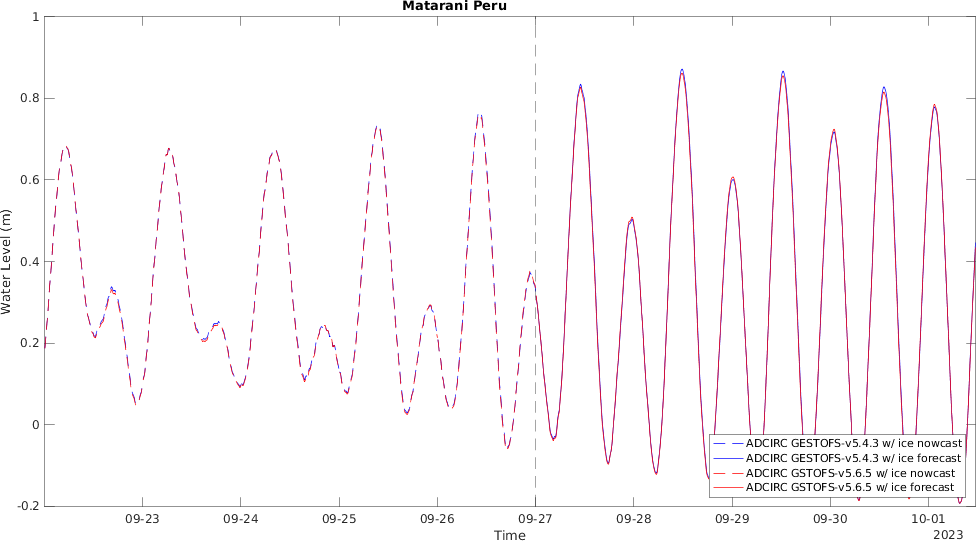 Matarani Peru
1
0.8
0.6
0.4
0.2
0
-0.2
Water Level (m)
ADCIRC GESTOFS-v5.4.3 w/ ice nowcast
ADCIRC GESTOFS-v5.4.3 w/ ice forecast
ADCIRC GSTOFS-v5.6.5 w/ ice nowcast
ADCIRC GSTOFS-v5.6.5 w/ ice forecast
09-23 09-24 09-25 09-26 09-27 09-28 09-29 09-30 10-01
Time
2023